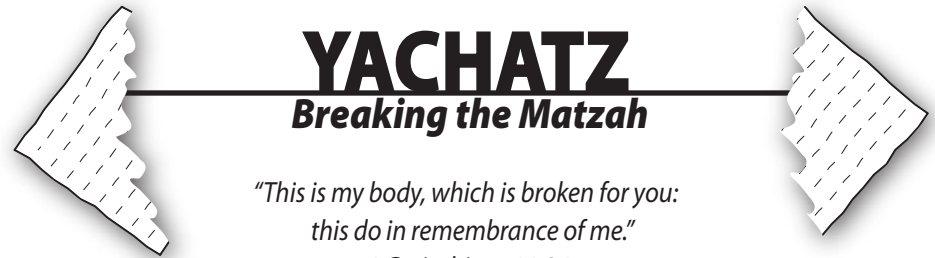 YACHATZ
Breaking the Matzah
“This is my body, which is broken for you:
this do in remembrance of me.”